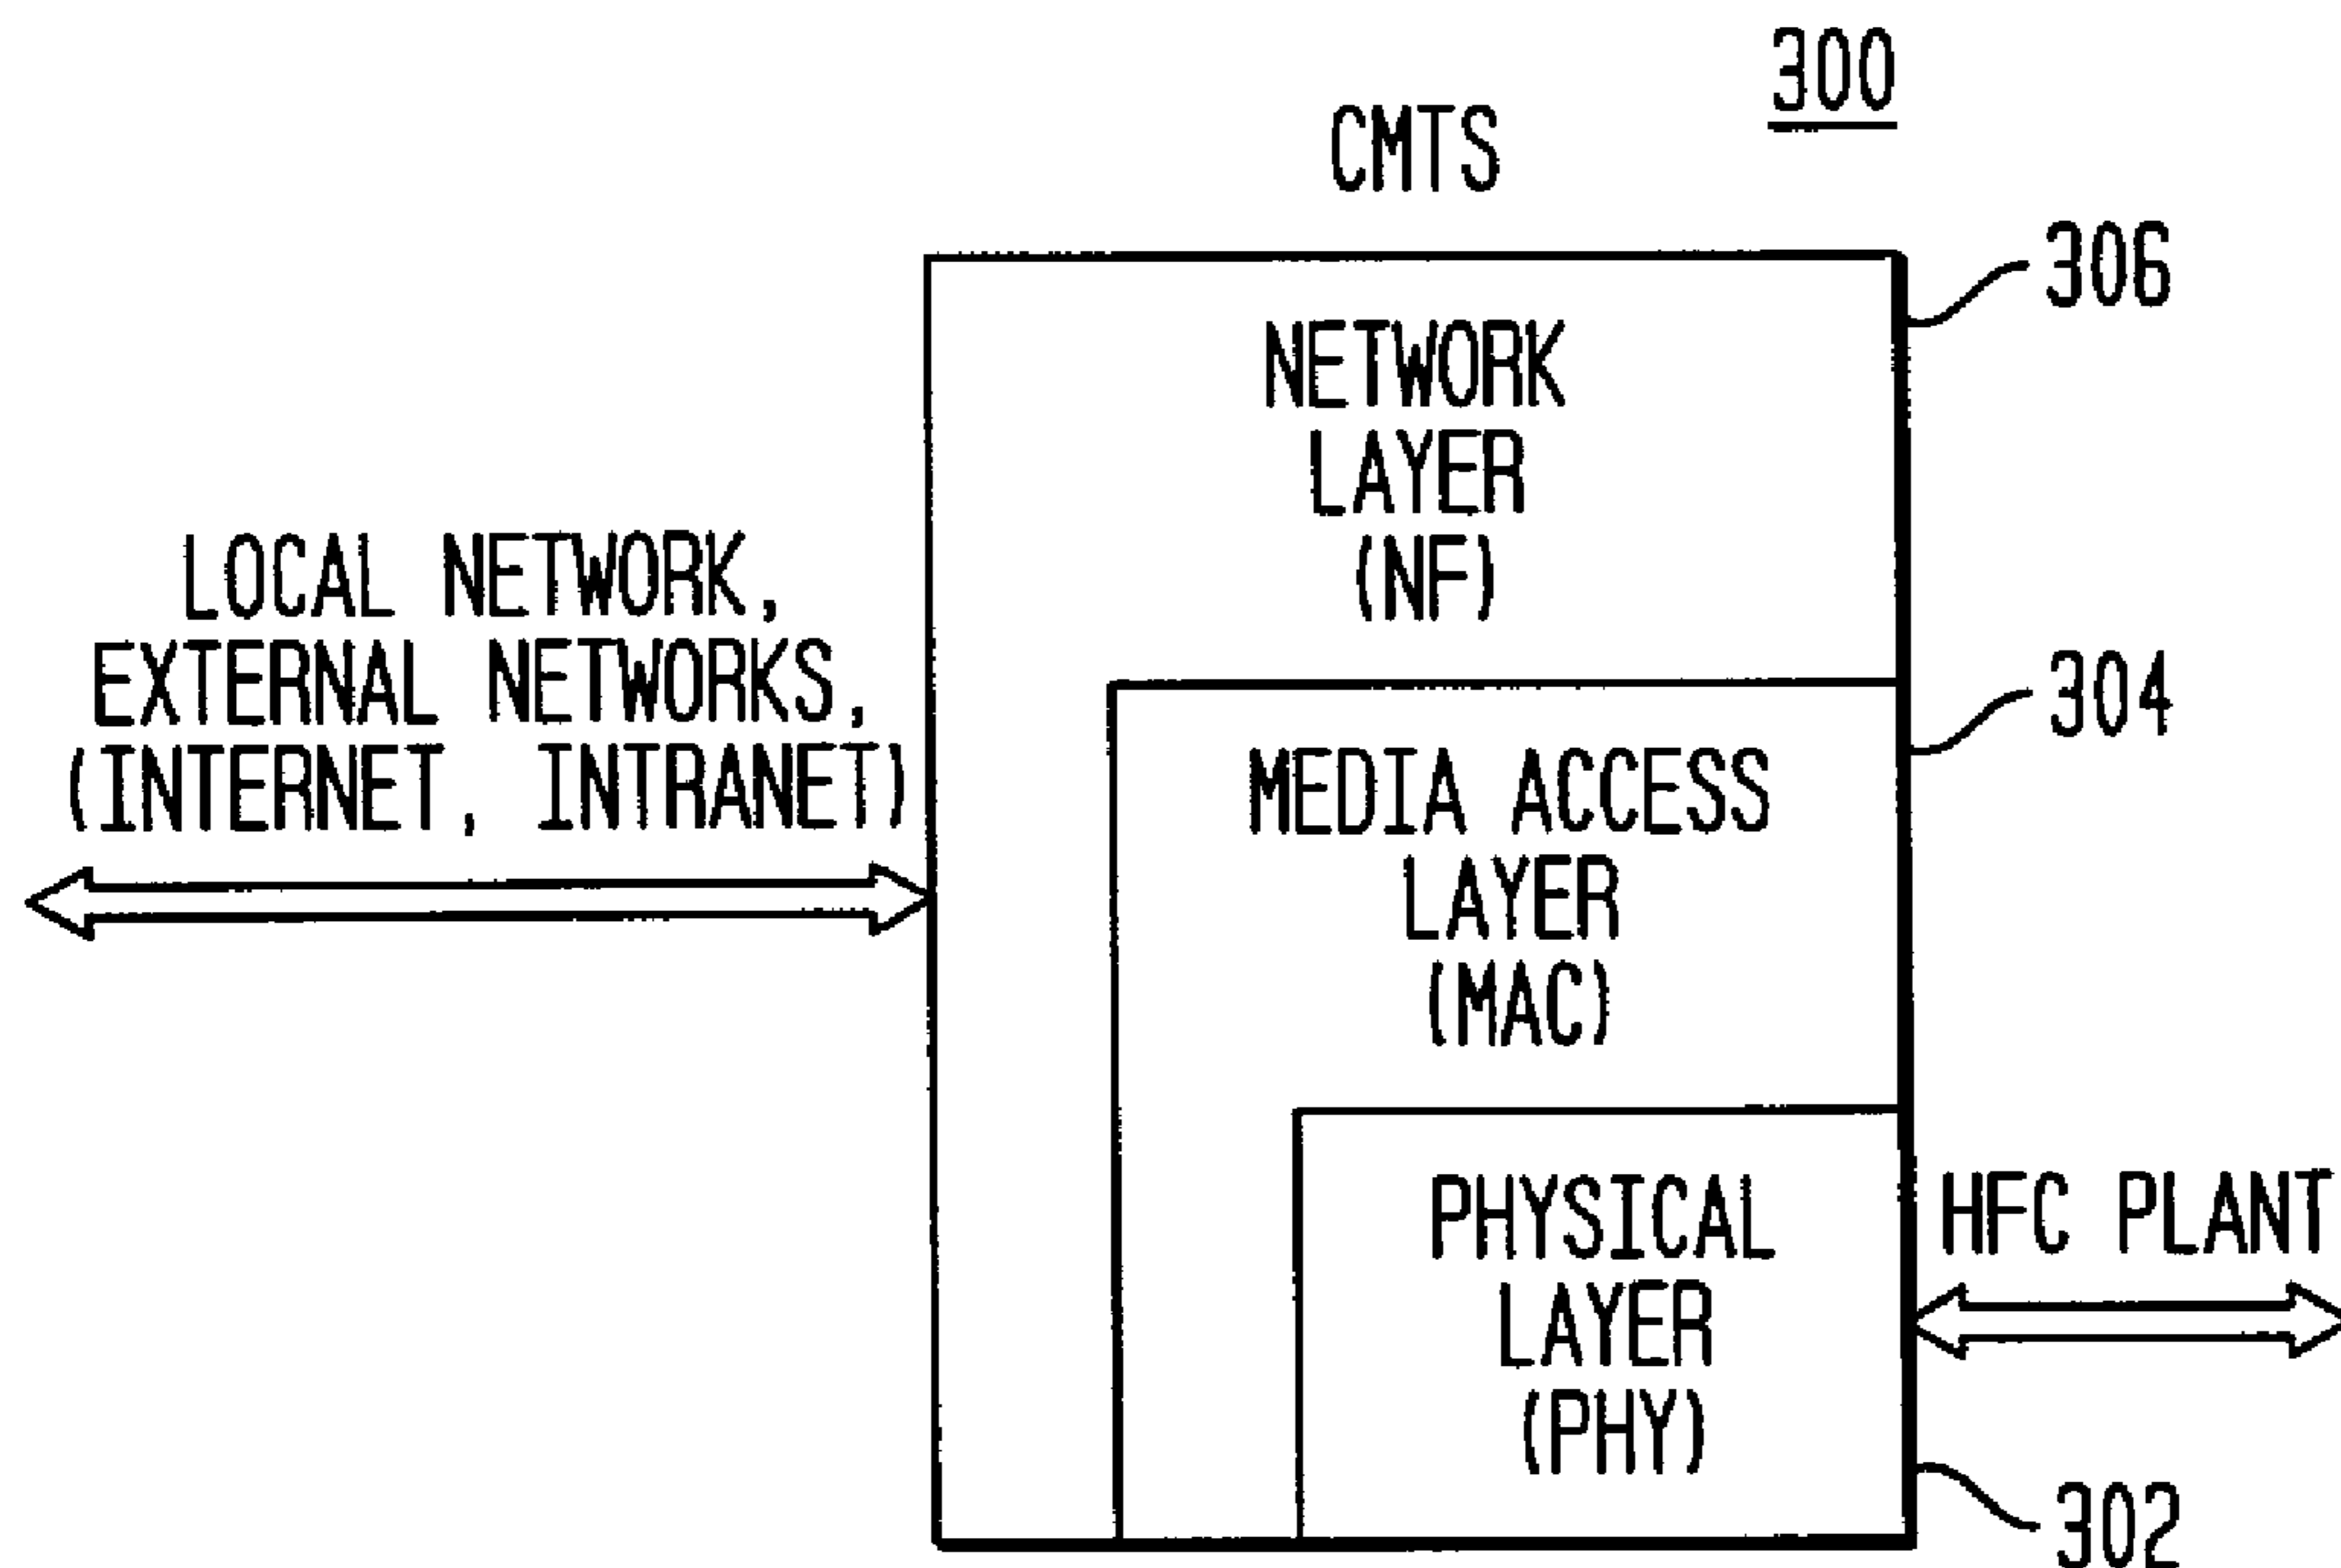 300
CMTS
306
NETWORK
LAYER
(NF)
LOCAL NETWORK,
EXTERNAL NETWORKS,
(INTERNET, INTRANET)
304
MEDIA ACCESS
LAYER
(MAC)
PHYSICAL
LAYER
(PHY)
HFC PLANT
302